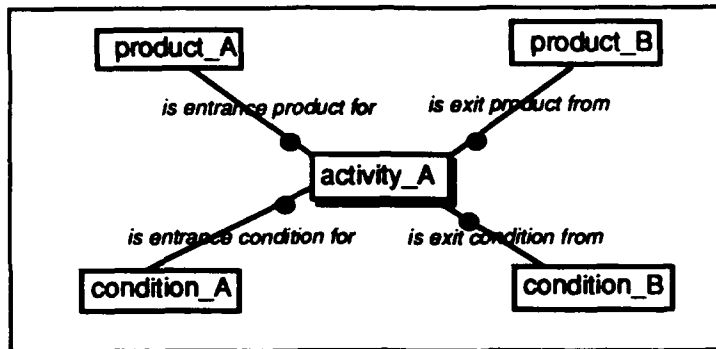 product_A
product_B
is entrance product for
is exit product from
activity_A
is entrance condition for
is exit condition from
condition_A
condition_B